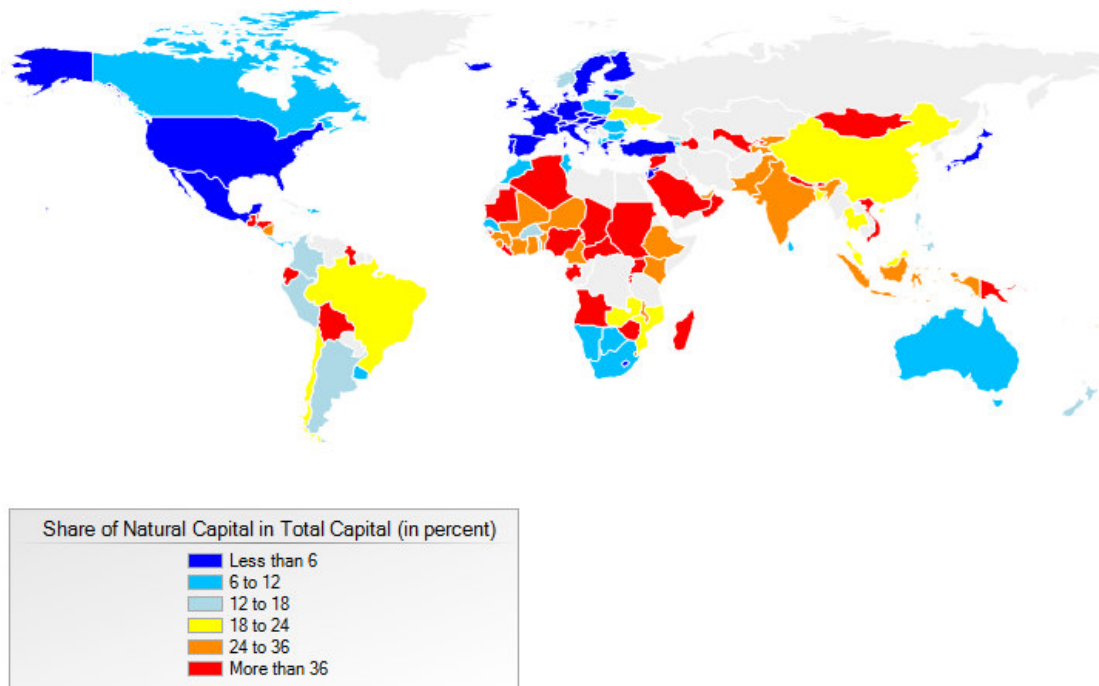 Share of Natural Capital in Total Capital (in percent)
Less than 6
6 to 12
12 to 18
18 to 24
24 to 36
More than 36